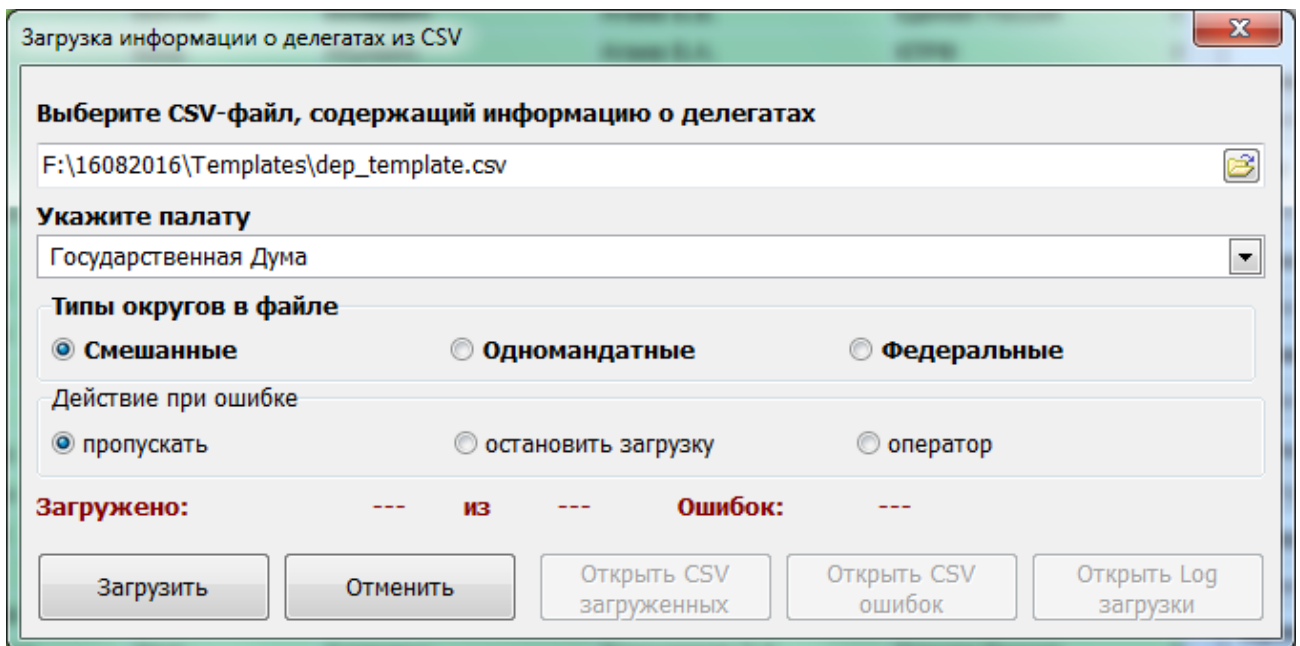 Загрузка информации о делегатах из CSV
Выберите CSV-файл, содержащий информацию о делегатах
F:\16082016\Templates\dep_template.csv
Укажите палату
Государственная Дума
Типы округов в файле
Смешанные Одномандатные Федеральные
Действие при ошибке
пропускать остановить загрузку оператор
Загружено: --- из --- Ошибок: ---
Загрузить Отменить Открыть CSV загруженных Открыть CSV ошибок Открыть Log загрузки